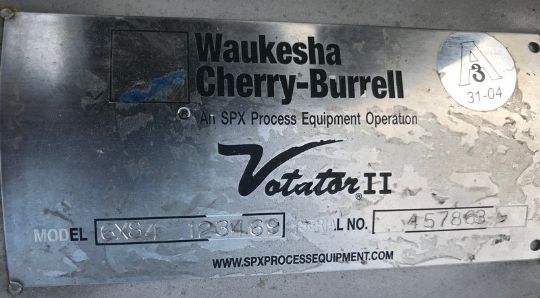 Waukesha
Cherry-Burrell
® An SPX Process Equipment Operation
A
3
31-04
Votator® II
MODEL 6X84 123469 SERIAL NO. 457863
WWW.SPXPROCESSEQUIPMENT.COM